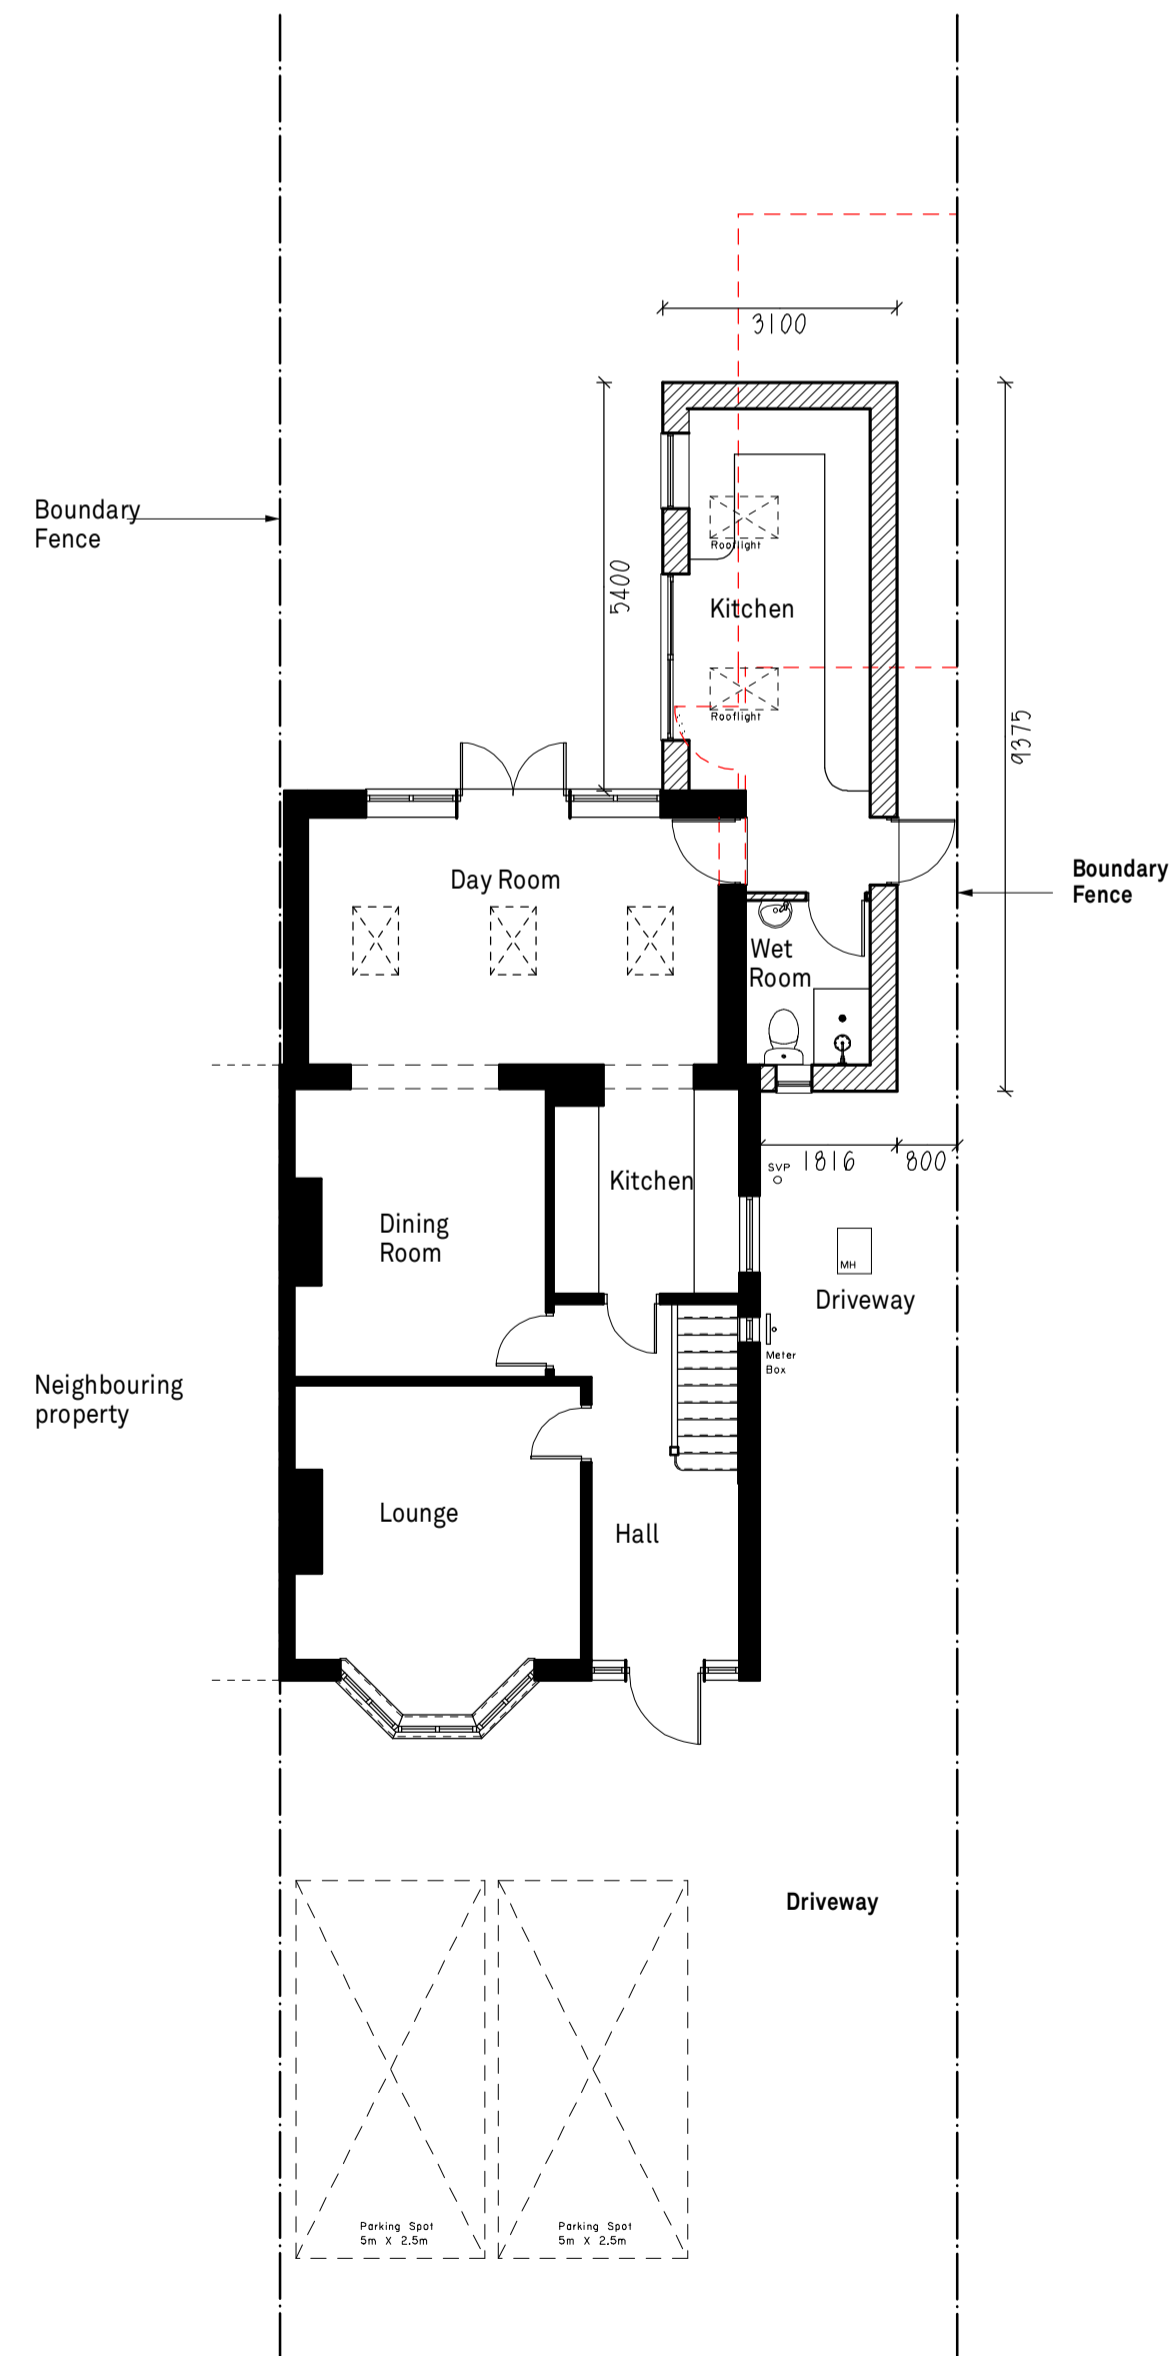 3100
Boundary
Fence
Rooflight
5400
Kitchen
Rooflight
9375
Day Room
Boundary
Fence
Wet
Room
1816
800
SVP
Kitchen
Dining
Room
MH
Driveway
Meter
Box
Neighbouring
property
Lounge
Hall
Driveway
Parking Spot
5m X 2.5m
Parking Spot
5m X 2.5m